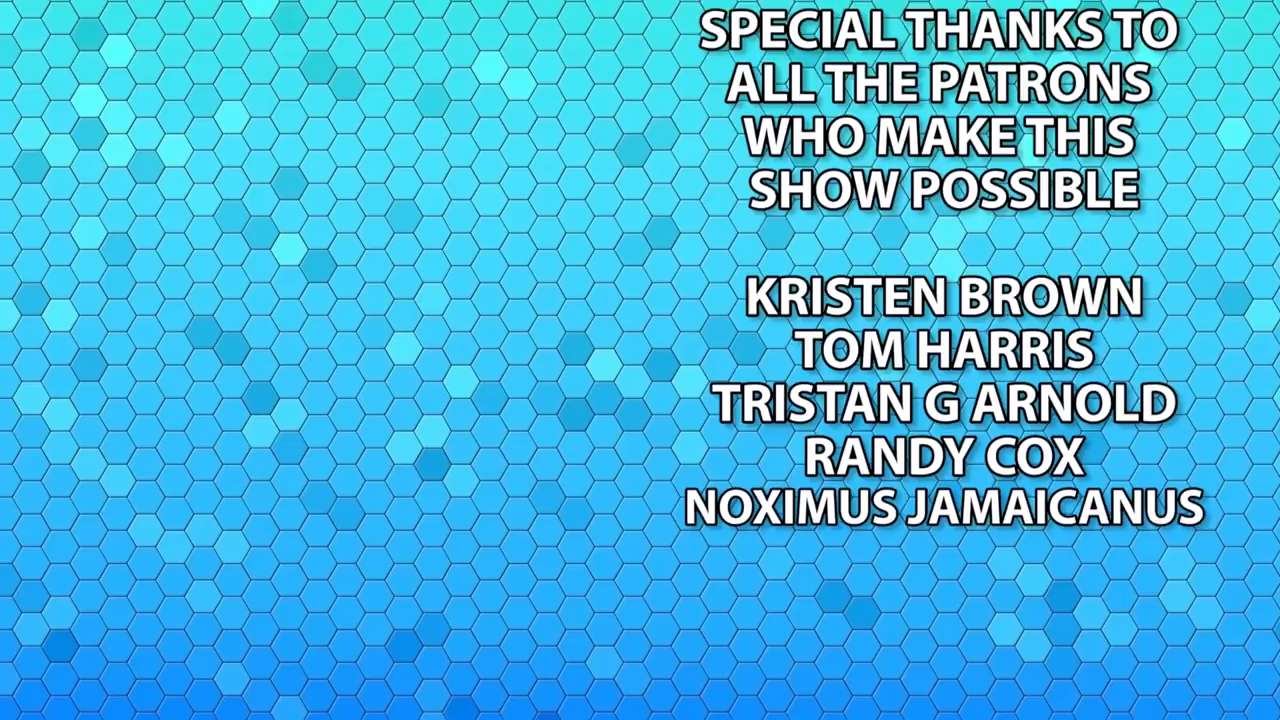 SPECIAL THANKS TO
ALL THE PATRONS
WHO MAKE THIS
SHOW POSSIBLE
KRISTEN BROWN
TOM HARRIS
TRISTAN G ARNOLD
RANDY COX
NOXIMUS JAMAICANUS